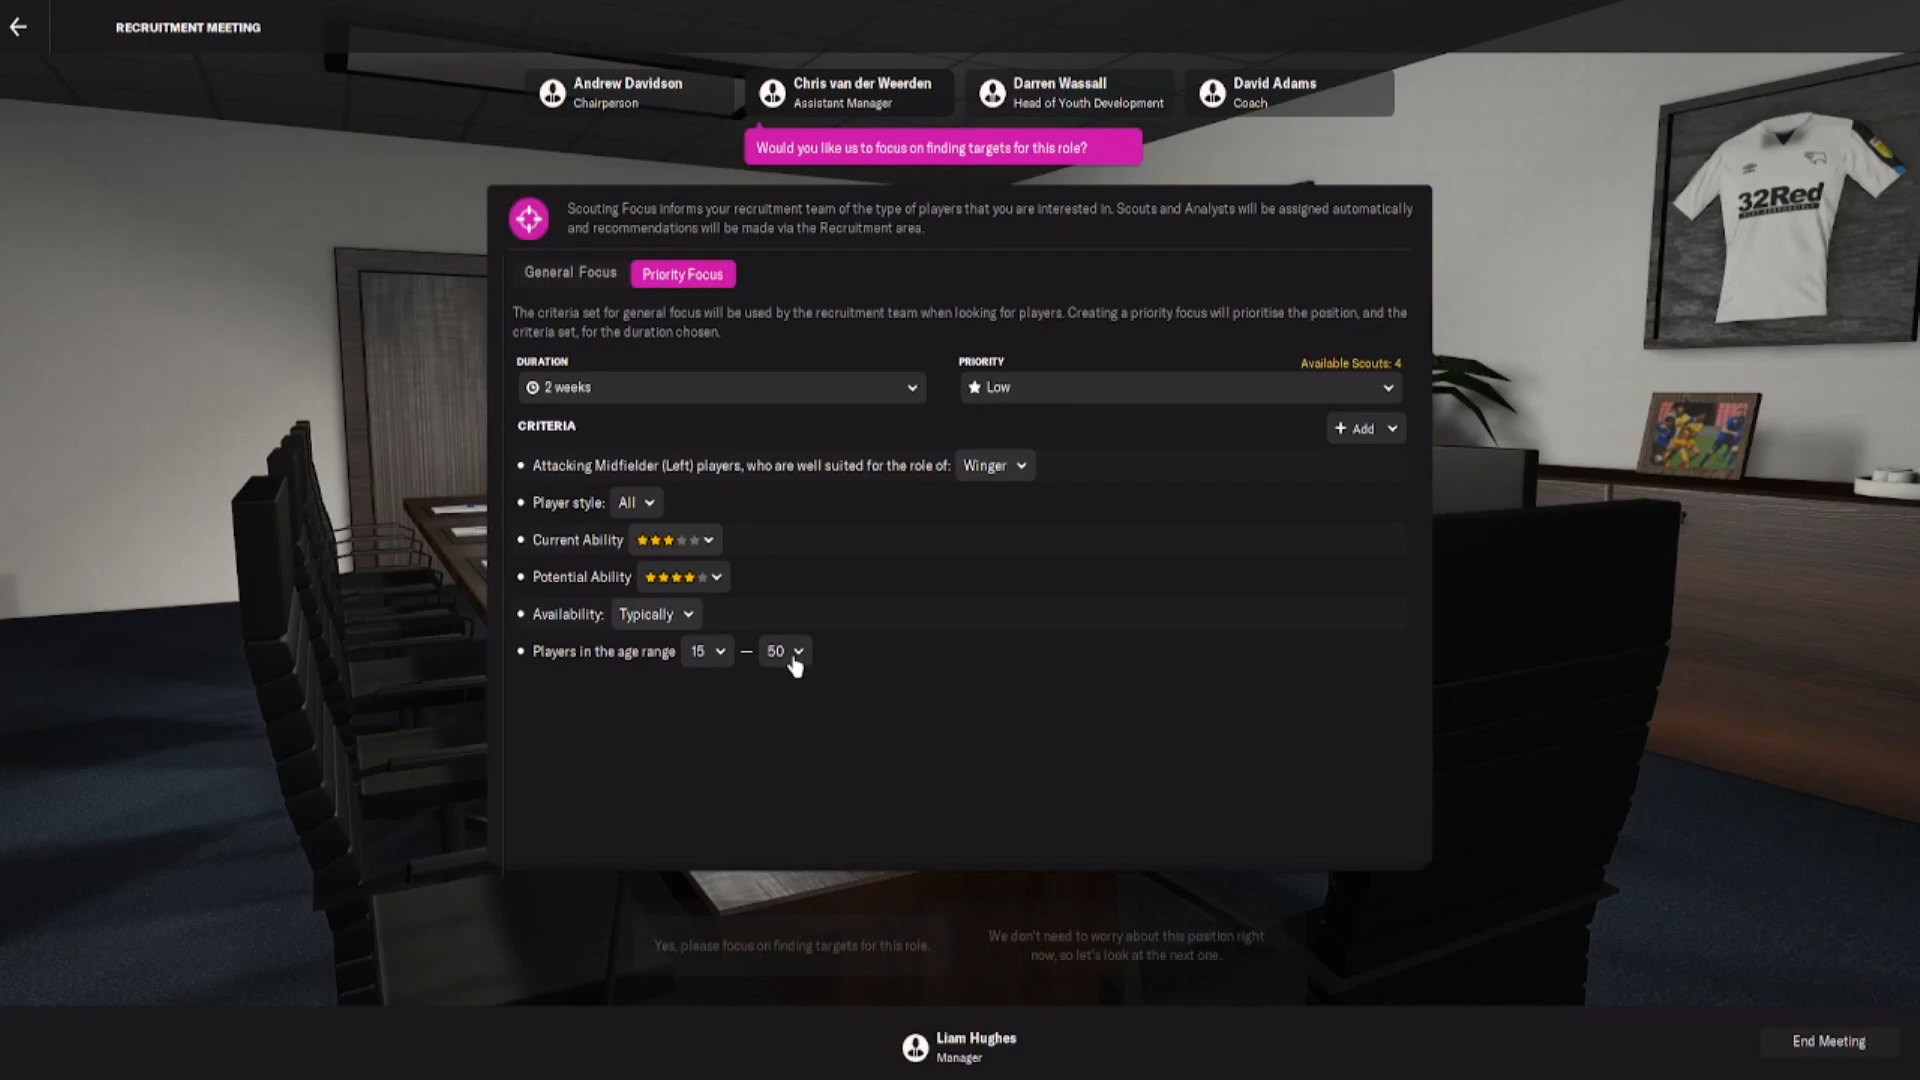 RECRUITMENT MEETING
Andrew Davidson
Chairperson
Chris van der Weerden
Assistant Manager
Darren Wassall
Head of Youth Development
David Adams
Coach
Would you like us to focus on finding targets for this role?
Scouting Focus informs your recruitment team of the type of players that you are interested in. Scouts and Analysts will be assigned automatically
and recommendations will be made via the Recruitment area.
General Focus
Priority Focus
The criteria set for general focus will be used by the recruitment team when looking for players. Creating a priority focus will prioritise the position, and the
criteria set, for the duration chosen.
DURATION
PRIORITY
Available Scouts: 4
2 weeks
Low
CRITERIA
+ Add
• Attacking Midfielder (Left) players, who are well suited for the role of: Winger
• Player style: All
• Current Ability
• Potential Ability
• Availability: Typically
• Players in the age range 15 — 50
32Red
Yes, please focus on finding targets for this role.
We don't need to worry about this position right
now, so let's look at the next one.
Liam Hughes
Manager
End Meeting